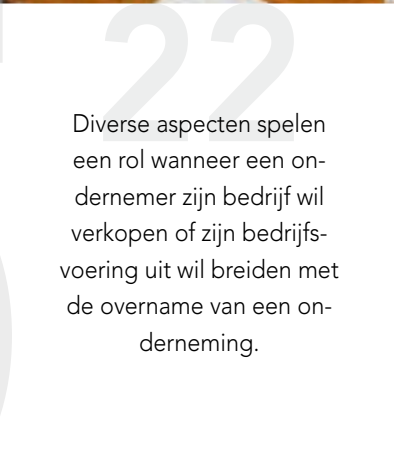 22
Diverse aspecten spelen
een rol wanneer een on-
dernemer zijn bedrijf wil
verkopen of zijn bedrijfs-
voering uit wil breiden met
de overname van een on-
derneming.